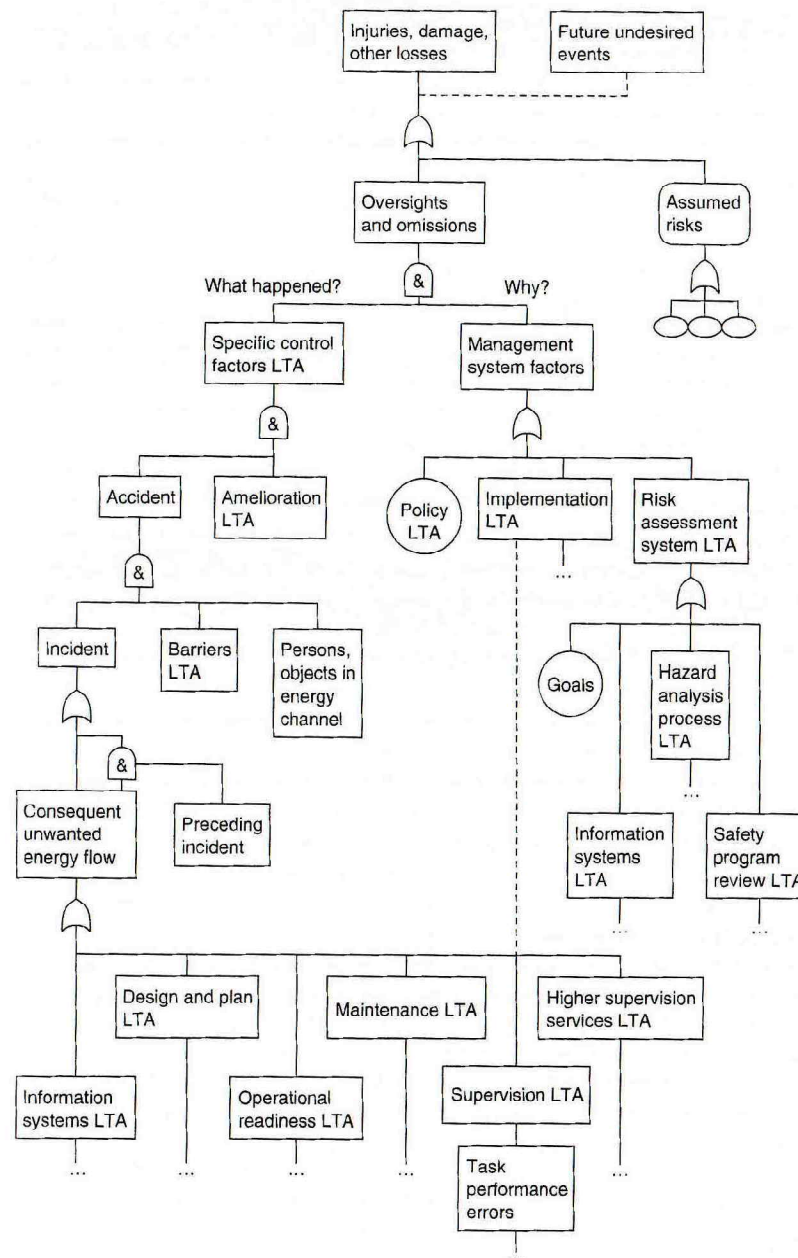 Injuries, damage,
other losses
Future undesired
events
Oversights
and omissions
Assumed
risks
&
What happened?
Why?
Specific control
factors LTA
Management
system factors
&
Accident
Amelioration
LTA
Policy
LTA
Implementation
LTA
Risk
assessment
system LTA
...
&
Incident
Barriers
LTA
Persons,
objects in
energy
channel
Goals
Hazard
analysis
process
LTA
...
&
Consequent
unwanted
energy flow
Preceding
incident
Information
systems
LTA
Safety
program
review LTA
...
...
Design and plan
LTA
Maintenance LTA
Higher supervision
services LTA
Information
systems LTA
Operational
readiness LTA
Supervision LTA
...
...
...
...
...
Task
performance
errors